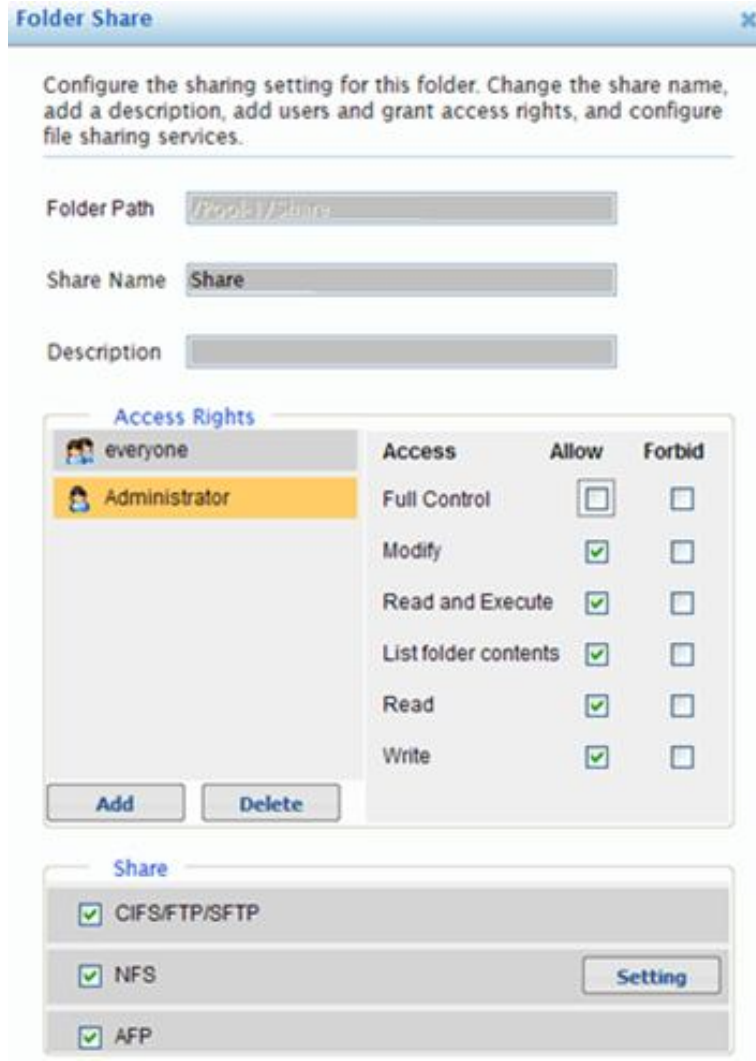 Folder Share
Configure the sharing setting for this folder. Change the share name,
add a description, add users and grant access rights, and configure
file sharing services.
Folder Path /Pool-1/Share
Share Name Share
Description
Access Rights
everyone
Administrator
Access Allow Forbid
Full Control
Modify
Read and Execute
List folder contents
Read
Write
Add Delete
Share
CIFS/FTP/SFTP
NFS Setting
AFP